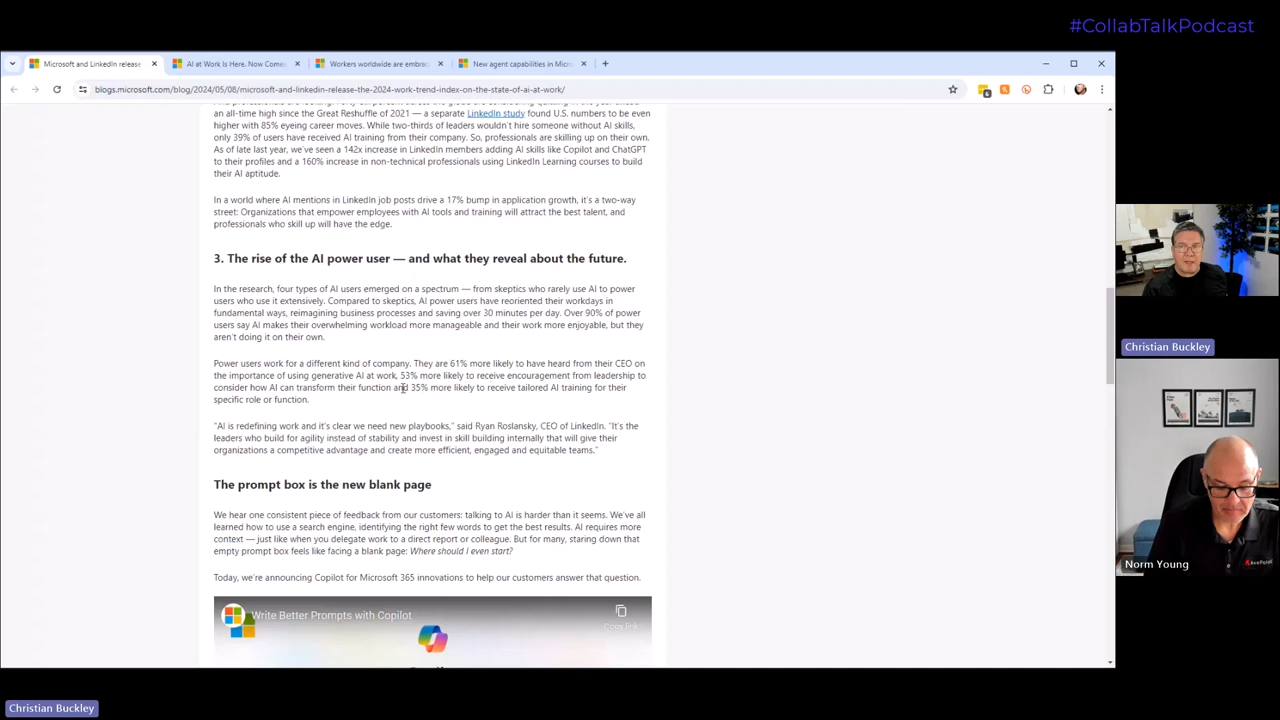 #CollabTalkPodcast
Microsoft and LinkedIn release
AI at Work Is Here. Now Comes
Workers worldwide are embrac
New agent capabilities in Micros
blogs.microsoft.com/blog/2024/05/08/microsoft-and-linkedin-release-the-2024-work-trend-index-on-the-state-of-ai-at-work/
an all-time high since the Great Reshuffle of 2021 — a separate LinkedIn study found U.S. numbers to be even
higher with 85% eyeing career moves. While two-thirds of leaders wouldn't hire someone without AI skills,
only 39% of users have received AI training from their company. So, professionals are skilling up on their own.
As of late last year, we've seen a 142x increase in LinkedIn members adding AI skills like Copilot and ChatGPT
to their profiles and a 160% increase in non-technical professionals using LinkedIn Learning courses to build
their AI aptitude.
In a world where AI mentions in LinkedIn job posts drive a 17% bump in application growth, it's a two-way
street: Organizations that empower employees with AI tools and training will attract the best talent, and
professionals who skill up will have the edge.
3. The rise of the AI power user — and what they reveal about the future.
In the research, four types of AI users emerged on a spectrum — from skeptics who rarely use AI to power
users who use it extensively. Compared to skeptics, AI power users have reoriented their workdays in
fundamental ways, reimagining business processes and saving over 30 minutes per day. Over 90% of power
users say AI makes their overwhelming workload more manageable and their work more enjoyable, but they
aren't doing it on their own.
Power users work for a different kind of company. They are 61% more likely to have heard from their CEO on
the importance of using generative AI at work, 53% more likely to receive encouragement from leadership to
consider how AI can transform their function and 35% more likely to receive tailored AI training for their
specific role or function.
"AI is redefining work and it's clear we need new playbooks," said Ryan Roslansky, CEO of LinkedIn. "It's the
leaders who build for agility instead of stability and invest in skill building internally that will give their
organizations a competitive advantage and create more efficient, engaged and equitable teams."
The prompt box is the new blank page
We hear one consistent piece of feedback from our customers: talking to AI is harder than it seems. We've all
learned how to use a search engine, identifying the right few words to get the best results. AI requires more
context — just like when you delegate work to a direct report or colleague. But for many, staring down that
empty prompt box feels like facing a blank page: Where should I even start?
Today, we're announcing Copilot for Microsoft 365 innovations to help our customers answer that question.
Write Better Prompts with Copilot
Copy link
Christian Buckley
Norm Young
AvePoint
Christian Buckley